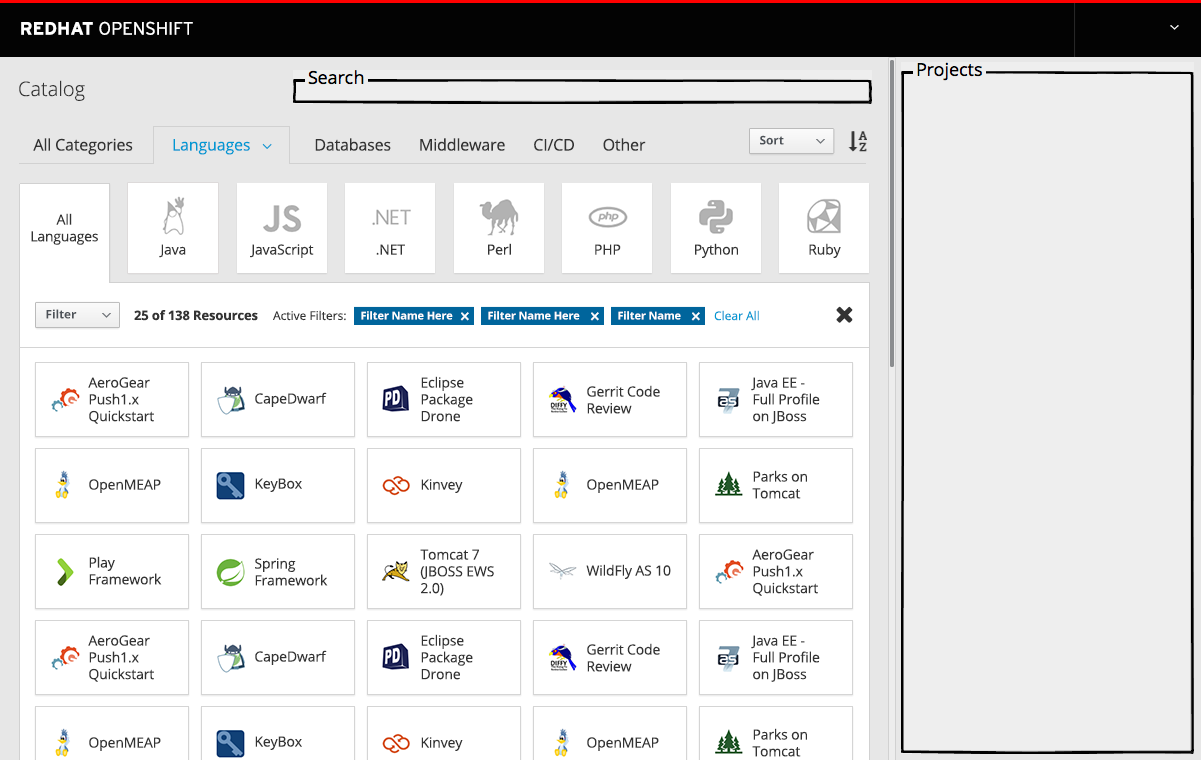 REDHAT OPENSHIFT
Catalog
Search
Projects
All Categories
Languages
Databases
Middleware
CI/CD
Other
Sort
A
Z
All
Languages
Java
JS
JavaScript
.NET
.NET
Perl
php
PHP
Python
Ruby
Filter
25 of 138 Resources
Active Filters:
Filter Name Here
Filter Name Here
Filter Name
Clear All
AeroGear
Push1.x
Quickstart
CapeDwarf
PD
Eclipse
Package
Drone
DIFFY
Gerrit Code
Review
as
Java EE -
Full Profile
on JBoss
OpenMEAP
KeyBox
Kinvey
OpenMEAP
Parks on
Tomcat
Play
Framework
Spring
Framework
Tomcat 7
(JBOSS EWS
2.0)
WildFly AS 10
AeroGear
Push1.x
Quickstart
AeroGear
Push1.x
Quickstart
CapeDwarf
PD
Eclipse
Package
Drone
DIFFY
Gerrit Code
Review
as
Java EE -
Full Profile
on JBoss
OpenMEAP
KeyBox
Kinvey
OpenMEAP
Parks on
Tomcat